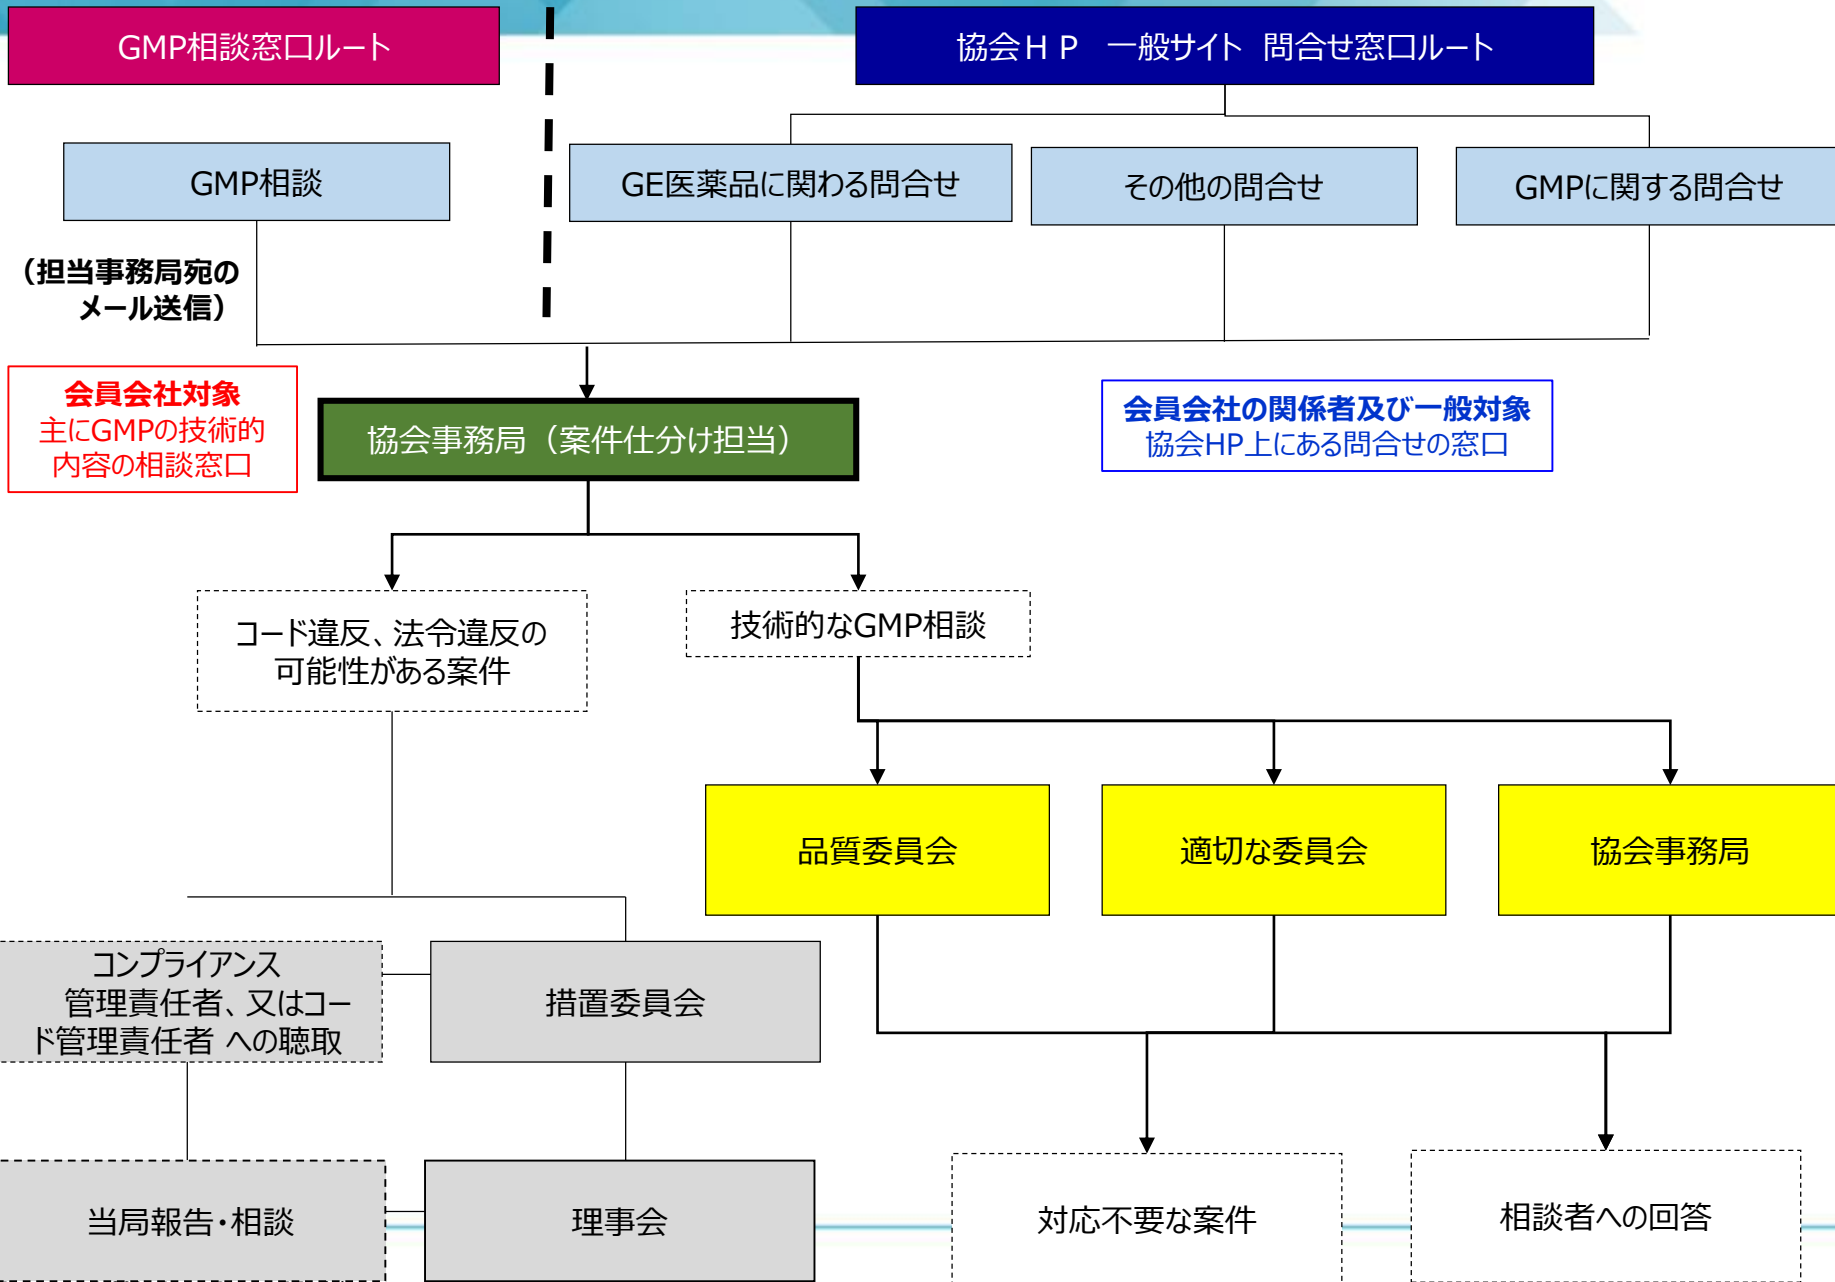 GMP相談窓口ルート
協会ＨＰ　一般サイト 問合せ窓口ルート
GMP相談
GE医薬品に関わる問合せ
その他の問合せ
GMPに関する問合せ
（担当事務局宛の
メール送信）
会員会社対象
主にGMPの技術的
内容の相談窓口
協会事務局（案件仕分け担当）
会員会社の関係者及び一般対象
協会HP上にある問合せの窓口
コード違反、法令違反の
可能性がある案件
技術的なGMP相談
品質委員会
適切な委員会
協会事務局
コンプライアンス
管理責任者、又はコー
ド管理責任者 への聴取
措置委員会
当局報告・相談
理事会
対応不要な案件
相談者への回答